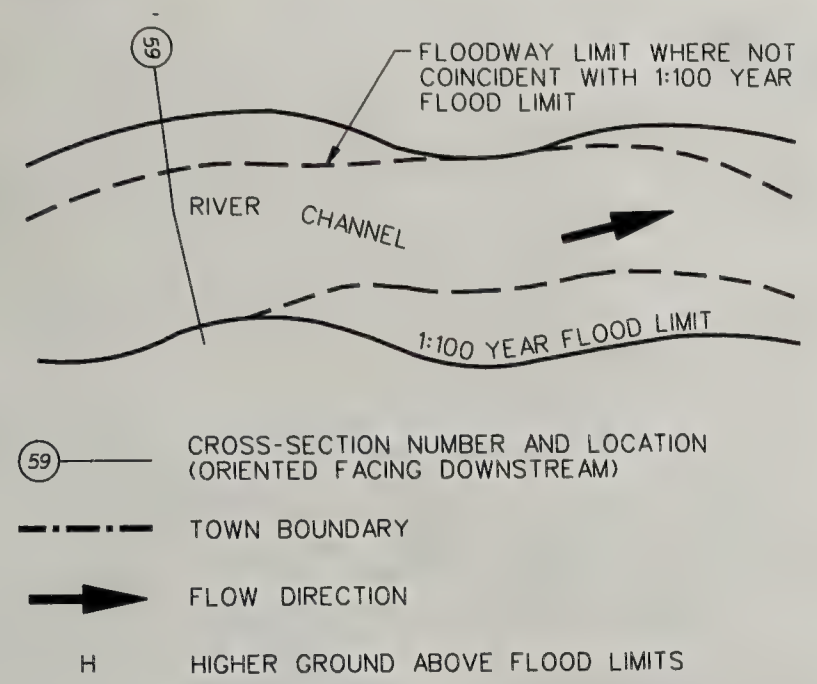 59
FLOODWAY LIMIT WHERE NOT
COINCIDENT WITH 1:100 YEAR
FLOOD LIMIT
RIVER CHANNEL
1:100 YEAR FLOOD LIMIT
59 CROSS-SECTION NUMBER AND LOCATION
(ORIENTED FACING DOWNSTREAM)
TOWN BOUNDARY
FLOW DIRECTION
H HIGHER GROUND ABOVE FLOOD LIMITS